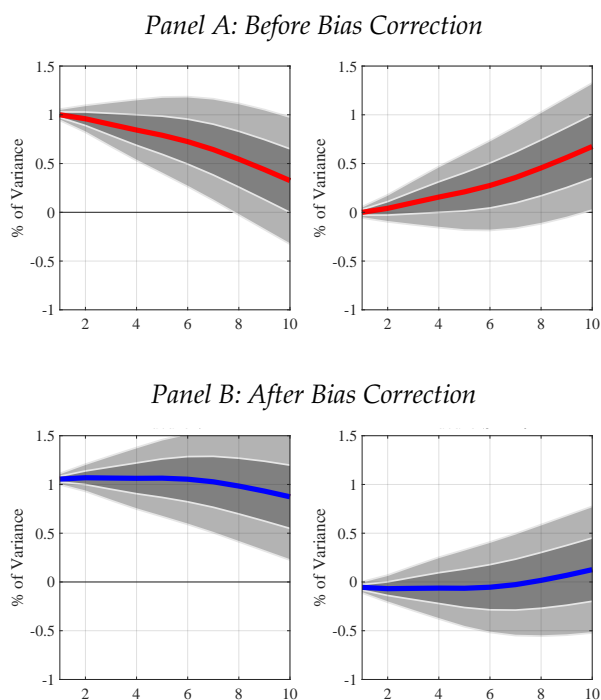 Panel A: Before Bias Correction
1.5 1.5
1 1
0.5 0.5
0 0
-0.5 -0.5
-1 -1
% of Variance % of Variance
2 4 6 8 10 2 4 6 8 10
Panel B: After Bias Correction
1.5 1.5
1 1
0.5 0.5
0 0
-0.5 -0.5
-1 -1
% of Variance % of Variance
2 4 6 8 10 2 4 6 8 10